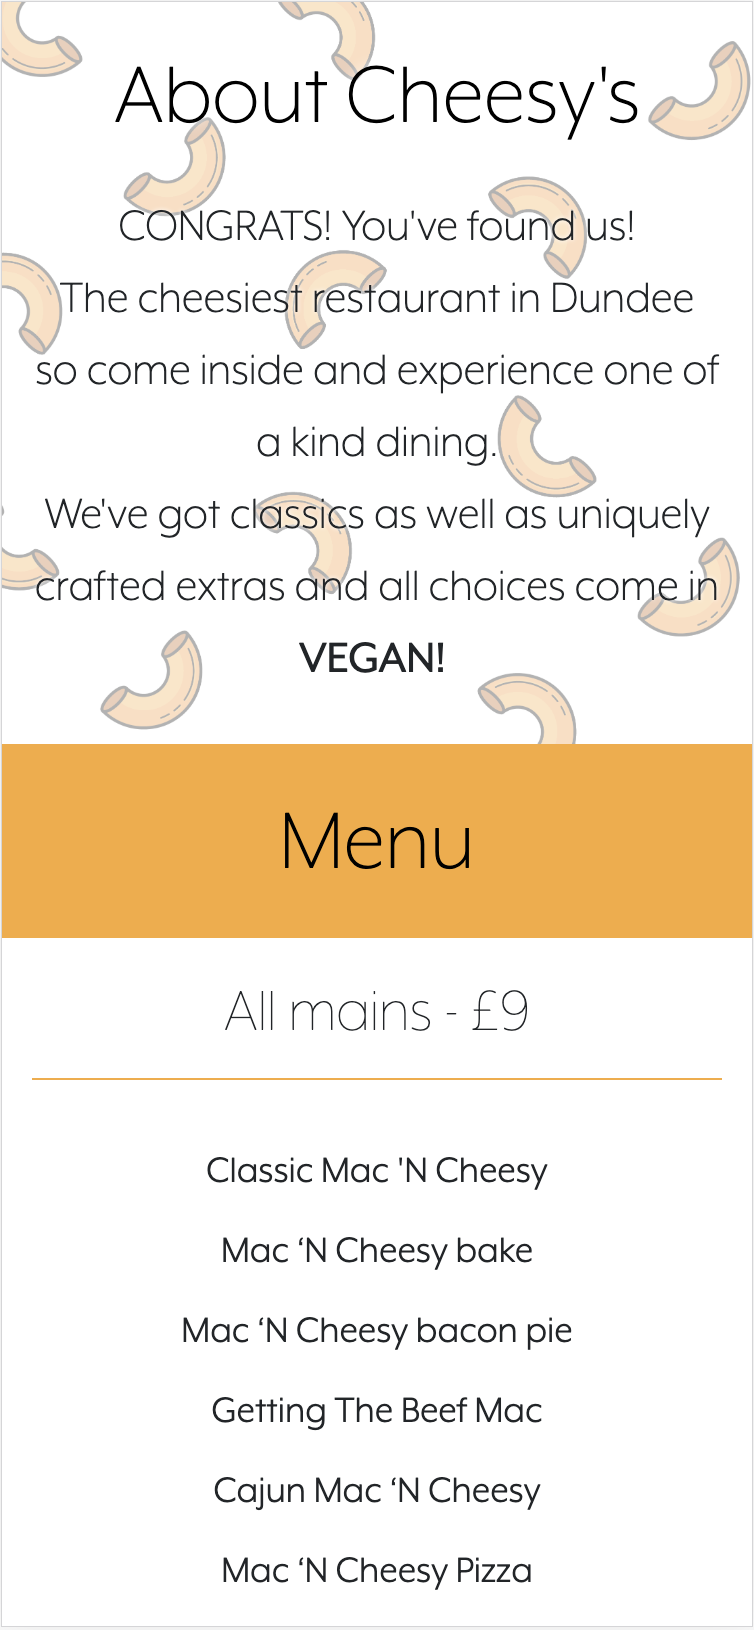 About Cheesy's
CONGRATS! You've found us!
The cheesiest restaurant in Dundee
so come inside and experience one of
a kind dining.
We've got classics as well as uniquely
crafted extras and all choices come in
VEGAN!
Menu
All mains - £9
Classic Mac 'N Cheesy
Mac ‘N Cheesy bake
Mac ‘N Cheesy bacon pie
Getting The Beef Mac
Cajun Mac ‘N Cheesy
Mac ‘N Cheesy Pizza